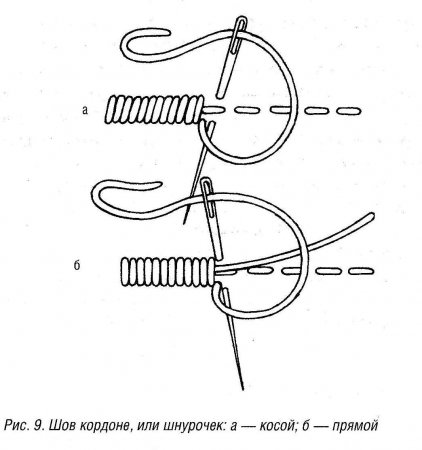 а
б
Рис. 9. Шов кордоне, или шнурочек: а — косой; б — прямой